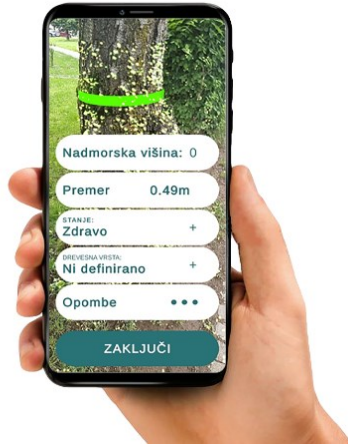 Nadmorska višina: 0
Premer 0.49m
STANJE:
Zdravo +
DREVESNA VRSTA:
Ni definirano +
Opombe •••
ZAKLJUČI